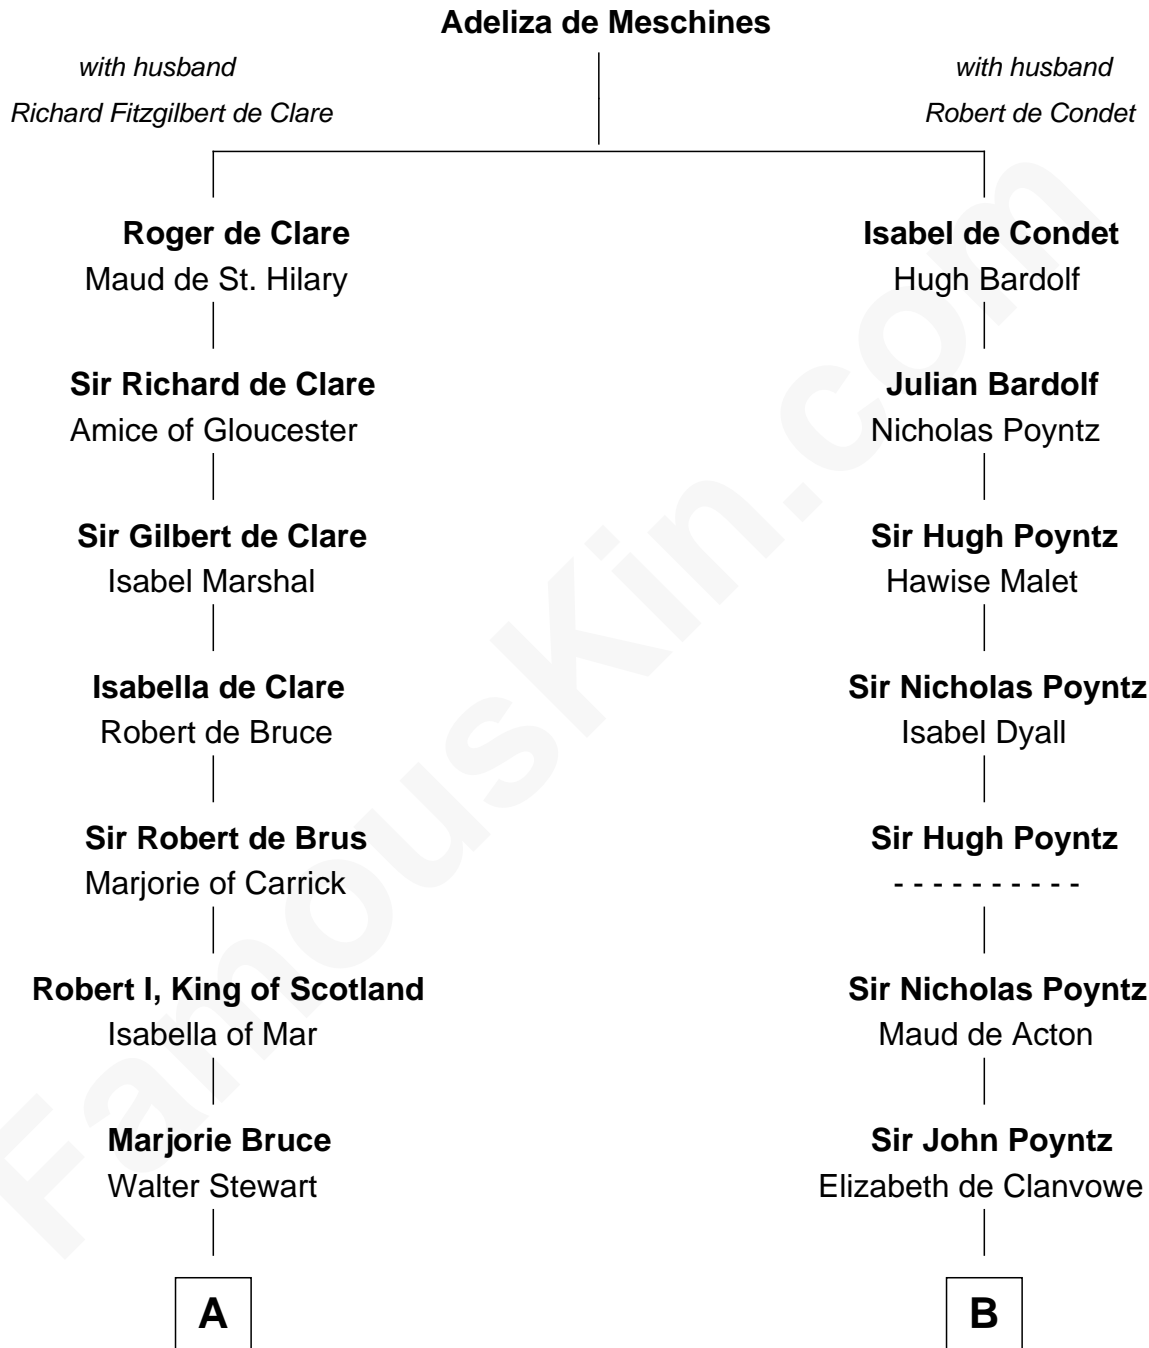 Adeliza de Meschines
with husband
Richard Fitzgilbert de Clare
with husband
Robert de Condet
Roger de Clare
Maud de St. Hilary
Isabel de Condet
Hugh Bardolf
Sir Richard de Clare
Amice of Gloucester
Julian Bardolf
Nicholas Poyntz
Sir Gilbert de Clare
Isabel Marshal
Sir Hugh Poyntz
Hawise Malet
Isabella de Clare
Robert de Bruce
Sir Nicholas Poyntz
Isabel Dyall
Sir Robert de Brus
Marjorie of Carrick
Sir Hugh Poyntz
- - - - - - - - - -
Robert I, King of Scotland
Isabella of Mar
Sir Nicholas Poyntz
Maud de Acton
Marjorie Bruce
Walter Stewart
Sir John Poyntz
Elizabeth de Clanvowe
A
B
FamousKin.com